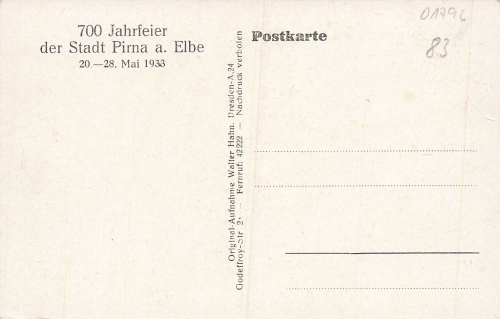 700 Jahrfeier
der Stadt Pirna a. Elbe
20.—28. Mai 1933
Original-Aufnahme Walter Hahn, Dresden-A.24
Godeffroy-Str 2 — Fernruf: 42222 — Nachdruck verboten
Postkarte
01796
83